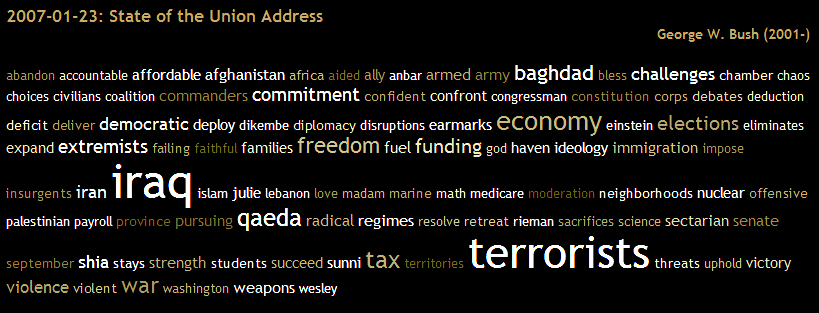 2007-01-23: State of the Union Address
George W. Bush (2001-)
abandon accountable affordable afghanistan africa aided ally anbar armed army baghdad bless challenges chamber chaos
choices civilians coalition commanders commitment confident confront congressman constitution corps debates deduction
deficit deliver democratic deploy dikembe diplomacy disruptions earmarks economy einstein elections eliminates
expand extremists failing faithful families freedom fuel funding god haven ideology immigration impose
insurgents iran iraq islam julie lebanon love madam marine math medicare moderation neighborhoods nuclear offensive
palestinian payroll province pursuing qaeda radical regimes resolve retreat rieman sacrifices science sectarian senate
september shia stays strength students succeed sunni tax territories terrorists threats uphold victory
violence violent war washington weapons wesley